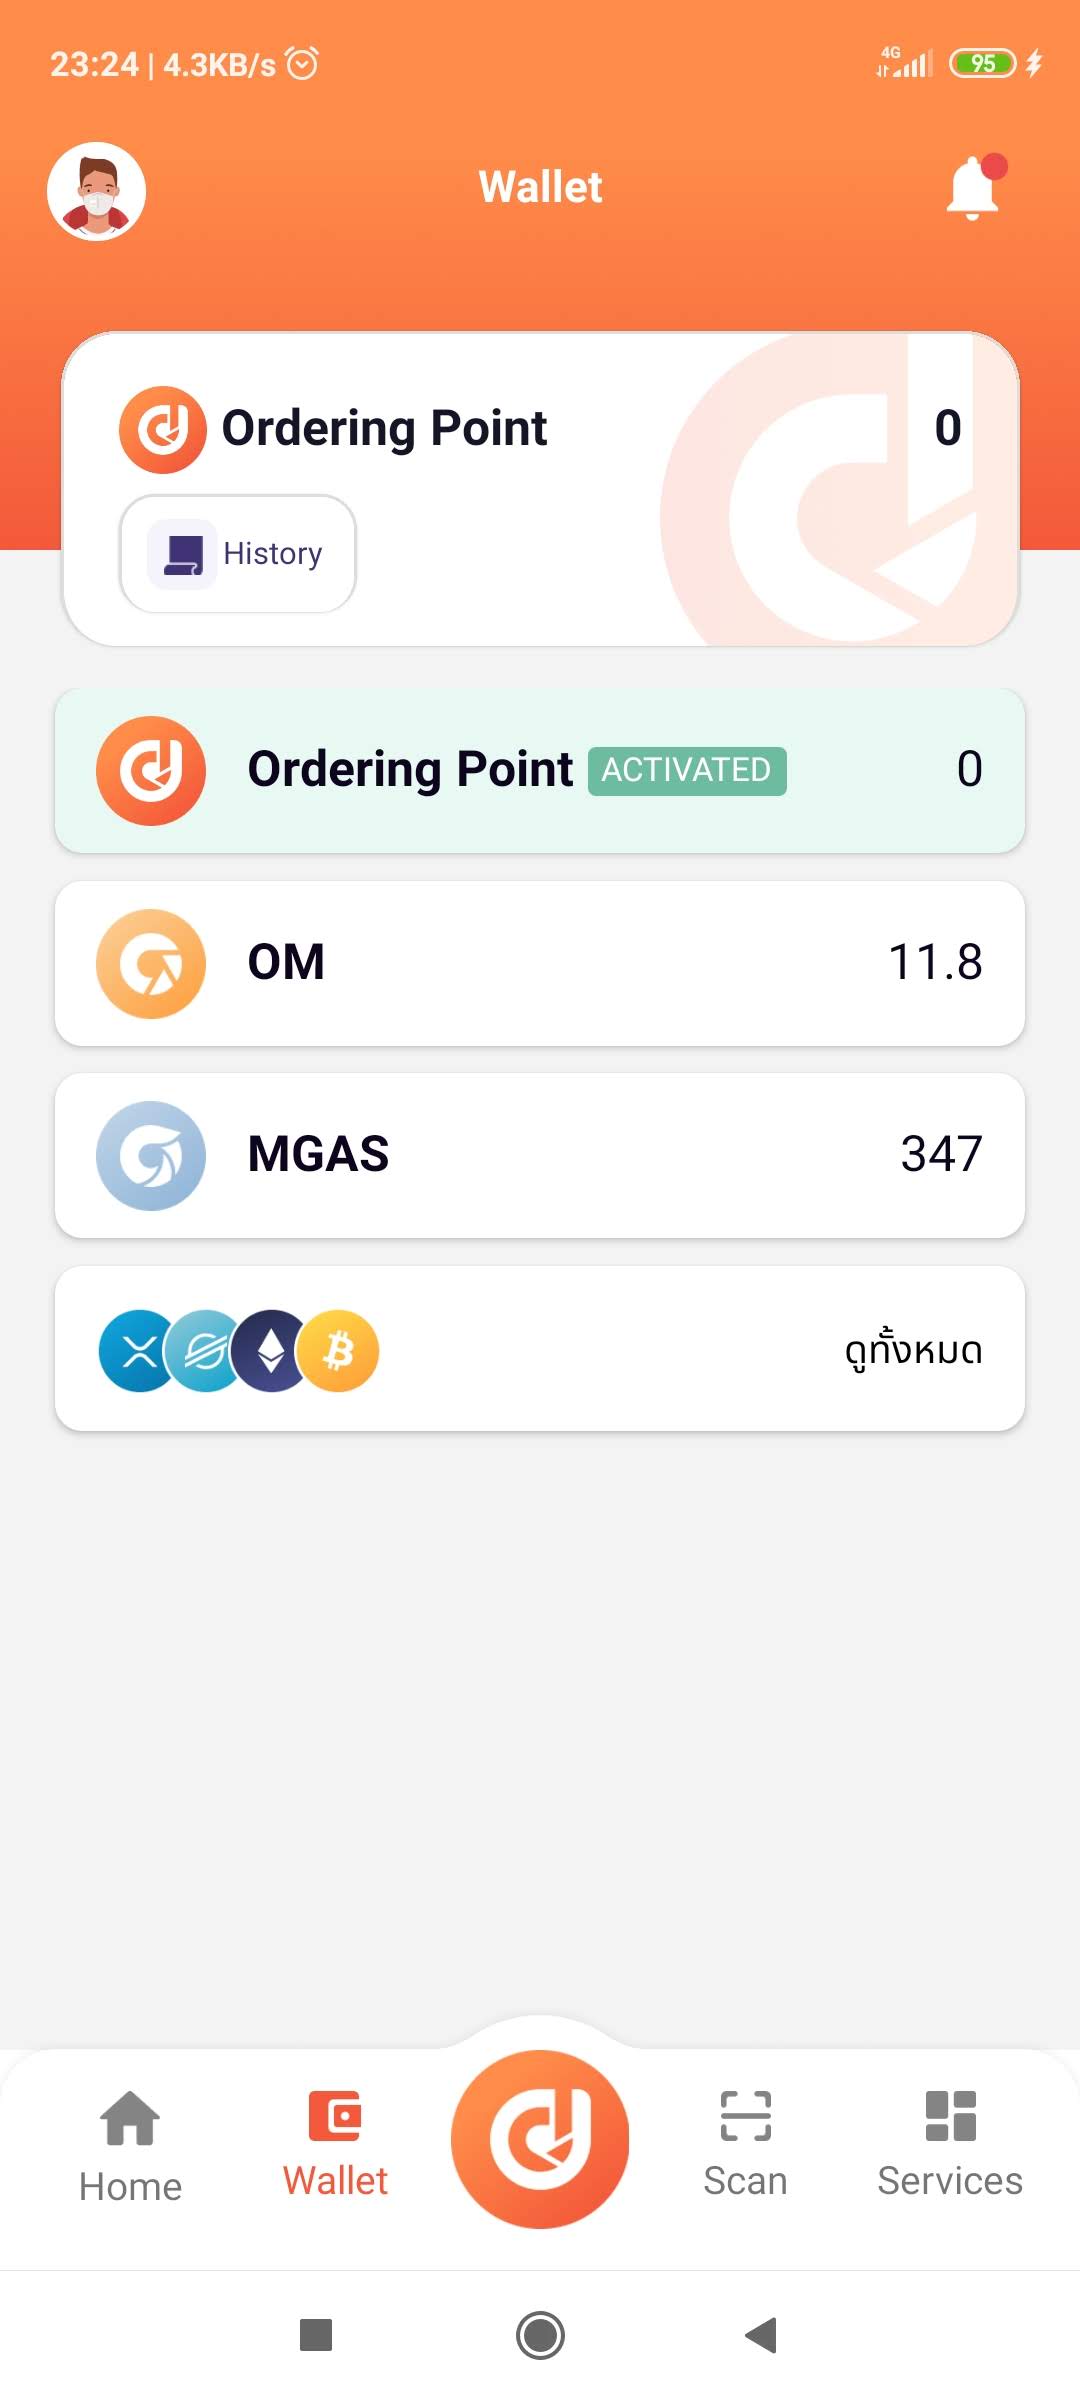 23:24 | 4.3KB/s 4G 95
Wallet
Ordering Point 0
History
Ordering Point ACTIVATED 0
OM 11.8
MGAS 347
ดูทั้งหมด
Home Wallet Scan Services